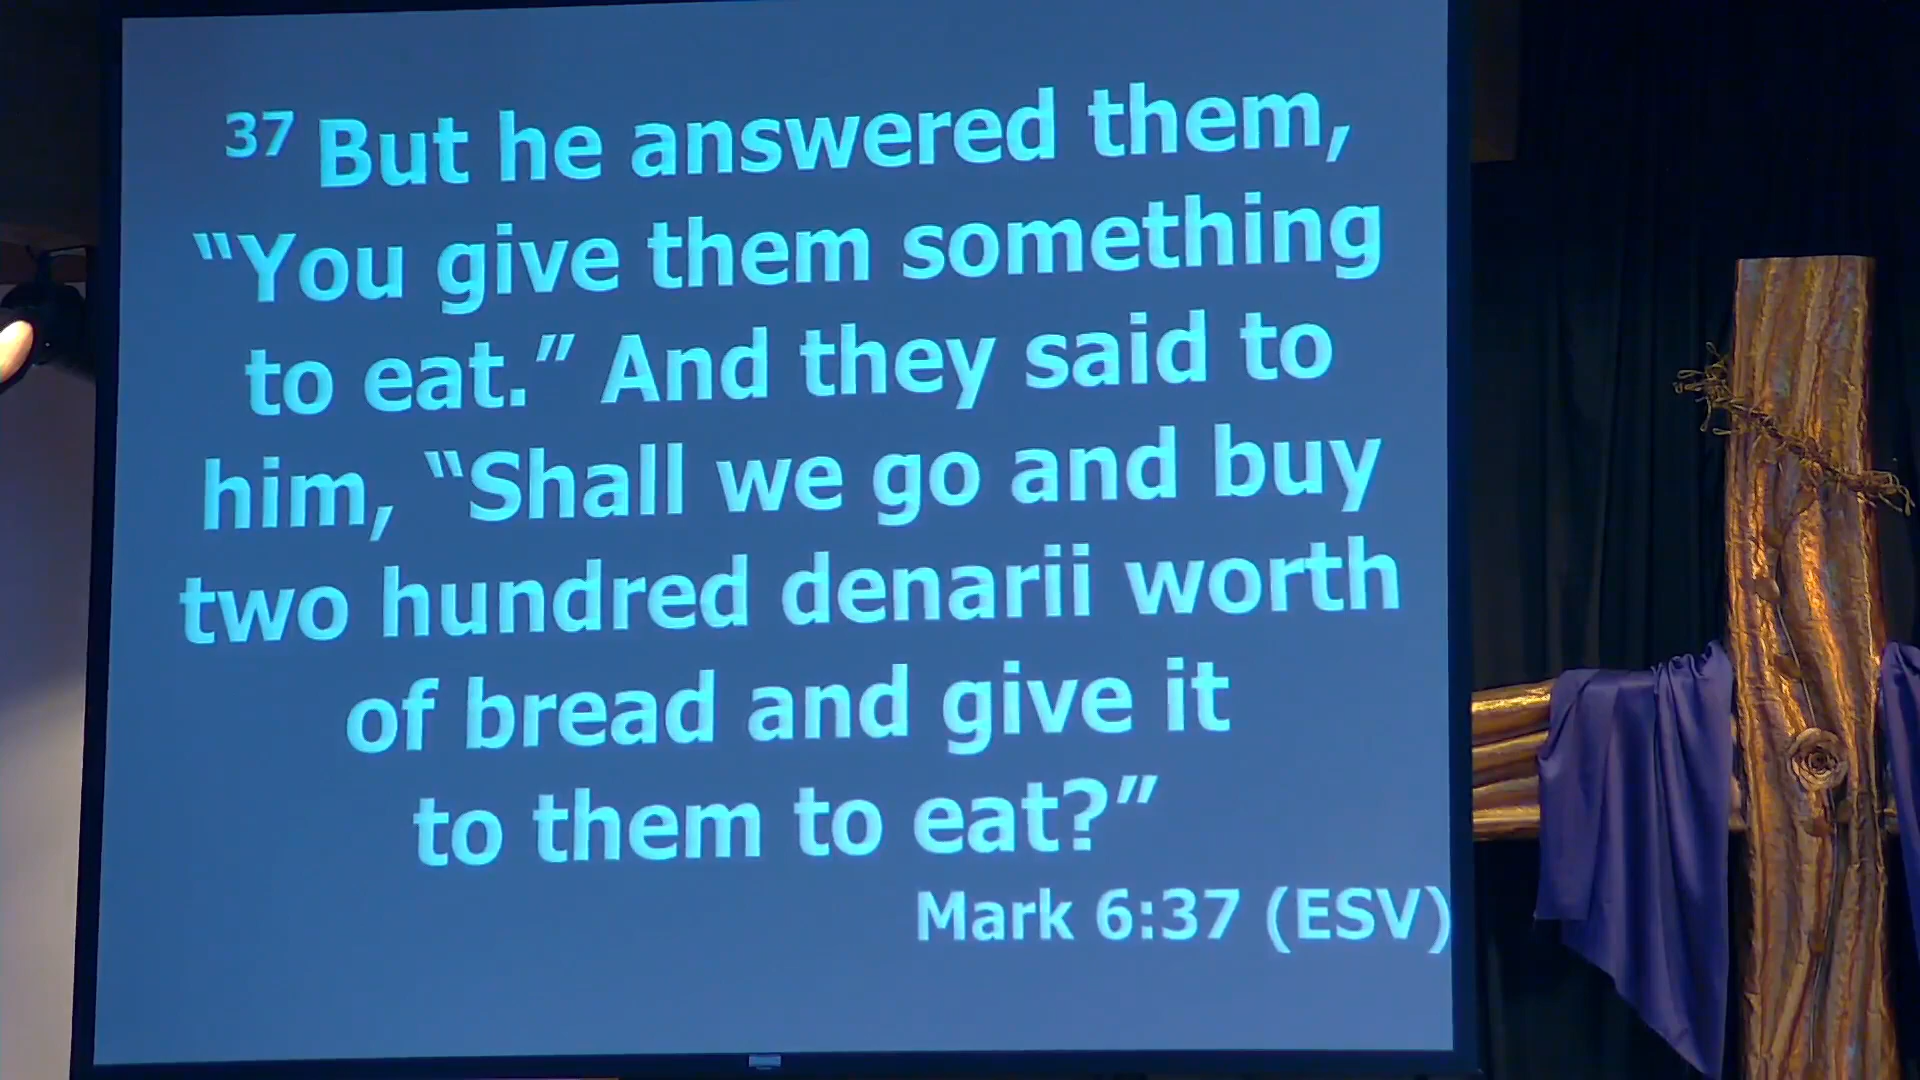 37 But he answered them,
“You give them something
to eat.” And they said to
him, “Shall we go and buy
two hundred denarii worth
of bread and give it
to them to eat?”
Mark 6:37 (ESV)